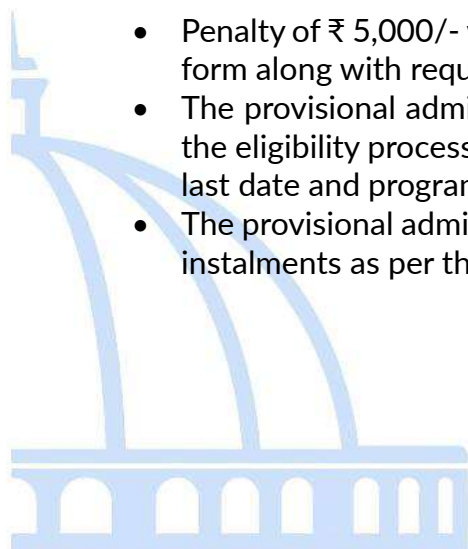 • Penalty of ₹ 5,000/-
form along with requ
• The provisional admi
the eligibility process
last date and program
• The provisional admi
instalments as per th